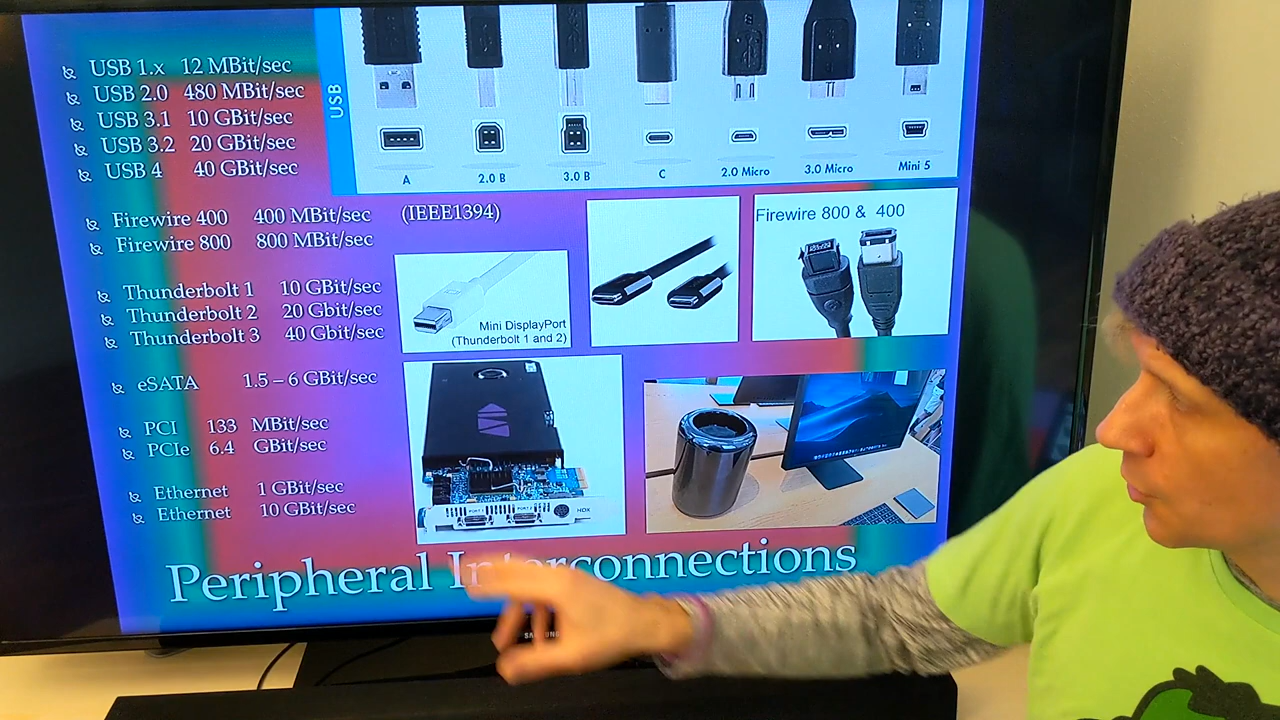 USB 1.x 12 MBit/sec
USB 2.0 480 MBit/sec
USB 3.1 10 GBit/sec
USB 3.2 20 GBit/sec
USB 4 40 GBit/sec
USB
A
2.0 B
3.0 B
C
2.0 Micro
3.0 Micro
Mini 5
Firewire 400 400 MBit/sec (IEEE1394)
Firewire 800 800 MBit/sec
Firewire 800 & 400
Thunderbolt 1 10 GBit/sec
Thunderbolt 2 20 Gbit/sec
Thunderbolt 3 40 Gbit/sec
Mini DisplayPort
(Thunderbolt 1 and 2)
eSATA 1.5 – 6 GBit/sec
PCI 133 MBit/sec
PCIe 6.4 GBit/sec
Ethernet 1 GBit/sec
Ethernet 10 GBit/sec
PORT 1
PORT 2
HDX
Peripheral Interconnections
SAMSUNG